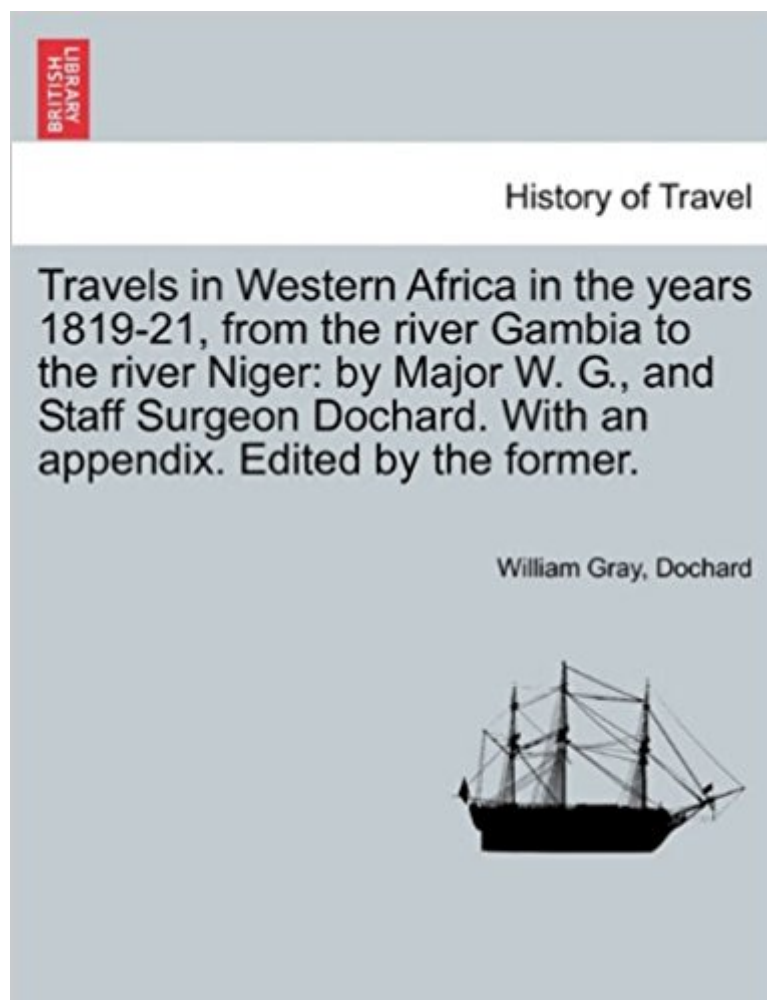 BRITISH
LIBRARY
History of Travel
Travels in Western Africa in the years
1819-21, from the river Gambia to
the river Niger: by Major W. G., and
Staff Surgeon Dochard. With an
appendix. Edited by the former.
William Gray, Dochard